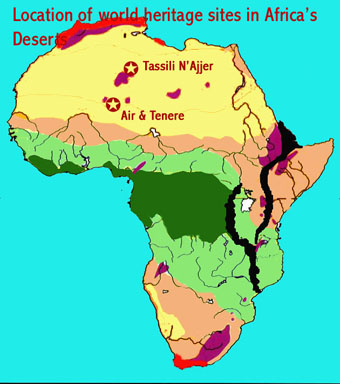 Location of world heritage sites in Africa's
Deserts
Tassili N'Ajjer
Air & Tenere